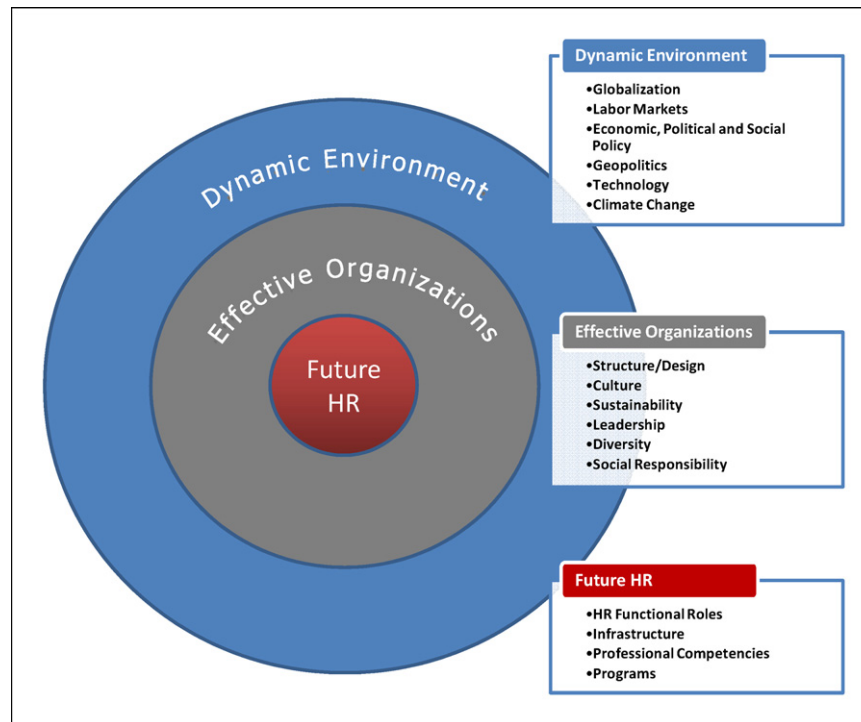 Dynamic Environment
Effective Organizations
Future
HR
Dynamic Environment
•Globalization
•Labor Markets
•Economic, Political and Social
Policy
•Geopolitics
•Technology
•Climate Change
Effective Organizations
•Structure/Design
•Culture
•Sustainability
•Leadership
•Diversity
•Social Responsibility
Future HR
•HR Functional Roles
•Infrastructure
•Professional Competencies
•Programs